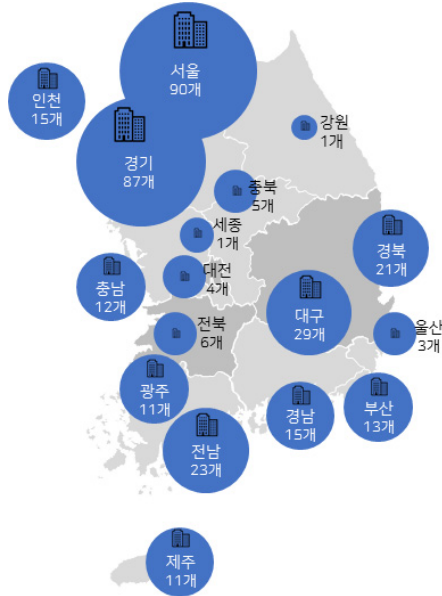 서울
90개
인천
15개
강원
1개
경기
87개
충북
5개
세종
1개
경북
21개
대전
4개
충남
12개
대구
29개
전북
6개
울산
3개
광주
11개
경남
15개
부산
13개
전남
23개
제주
11개